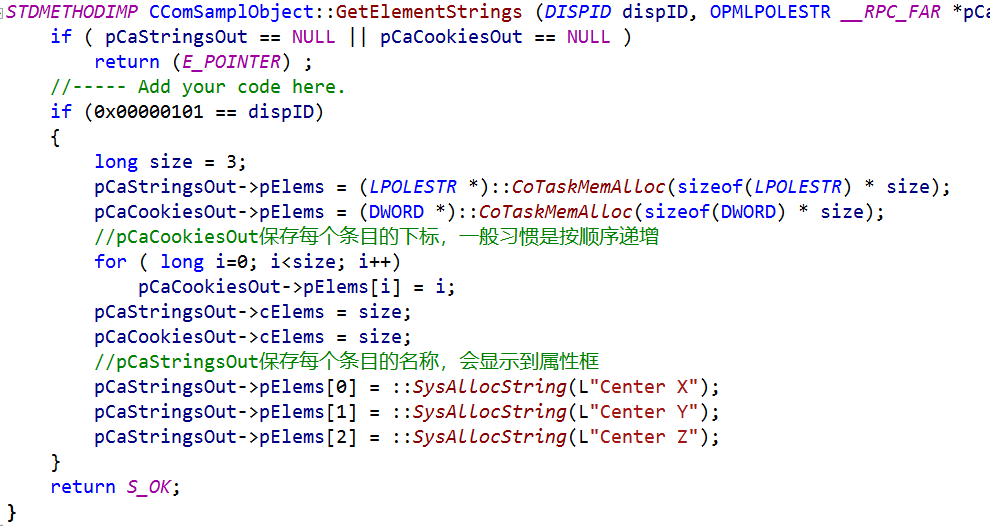 STDMETHODIMP CComSamplObject::GetElementStrings (DISPID dispID, OPMLPOLESTR __RPC_FAR
if ( pCaStringsOut == NULL || pCaCookiesOut == NULL )
return (E_POINTER) ;
//----- Add your code here.
if (0x00000101 == dispID)
{
long size = 3;
pCaStringsOut->pElems = (LPOLESTR *)::CoTaskMemAlloc(sizeof(LPOLESTR) * size);
pCaCookiesOut->pElems = (DWORD *)::CoTaskMemAlloc(sizeof(DWORD) * size);
//pCaCookiesOut保存每个条目的下标，一般习惯是按顺序递增
for ( long i=0; i<size; i++)
pCaCookiesOut->pElems[i] = i;
pCaStringsOut->cElems = size;
pCaCookiesOut->cElems = size;
//pCaStringsOut保存每个条目的名称，会显示到属性框
pCaStringsOut->pElems[0] = ::SysAllocString(L"Center X");
pCaStringsOut->pElems[1] = ::SysAllocString(L"Center Y");
pCaStringsOut->pElems[2] = ::SysAllocString(L"Center Z");
}
return S_OK;
}